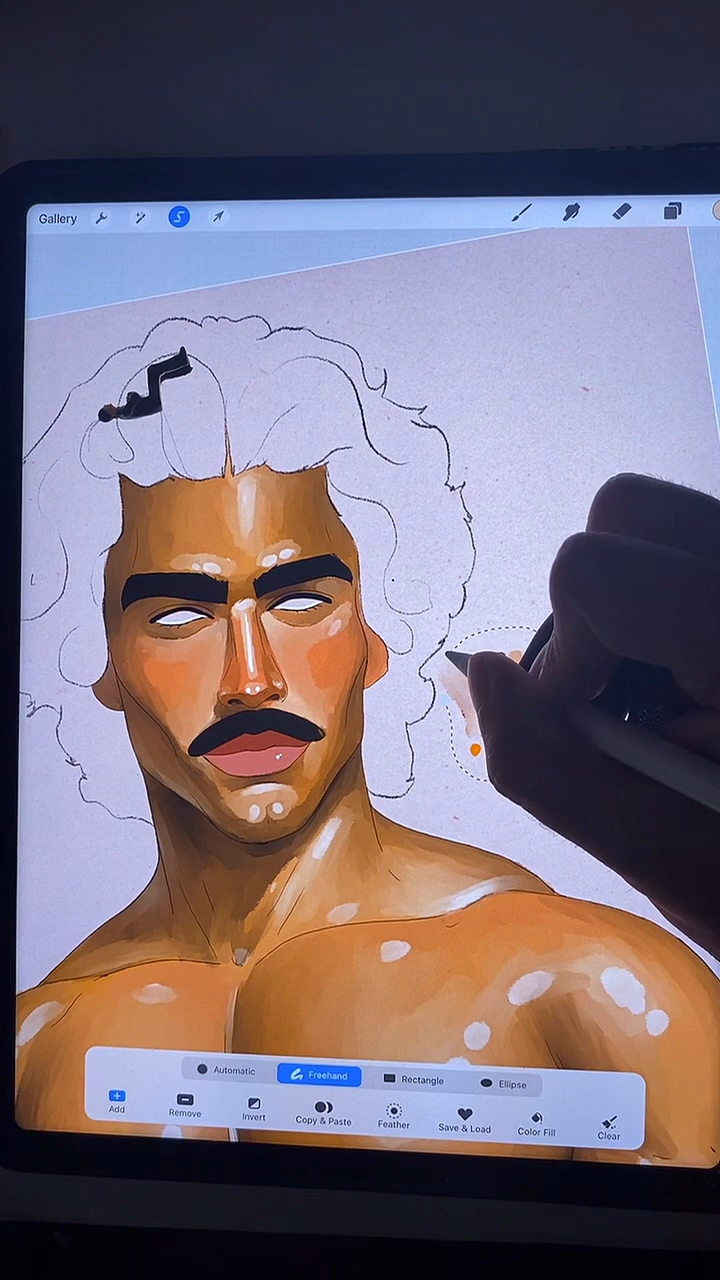 Gallery
Automatic Freehand Rectangle Ellipse
Add Remove Invert Copy & Paste Feather Save & Load Color Fill Clear